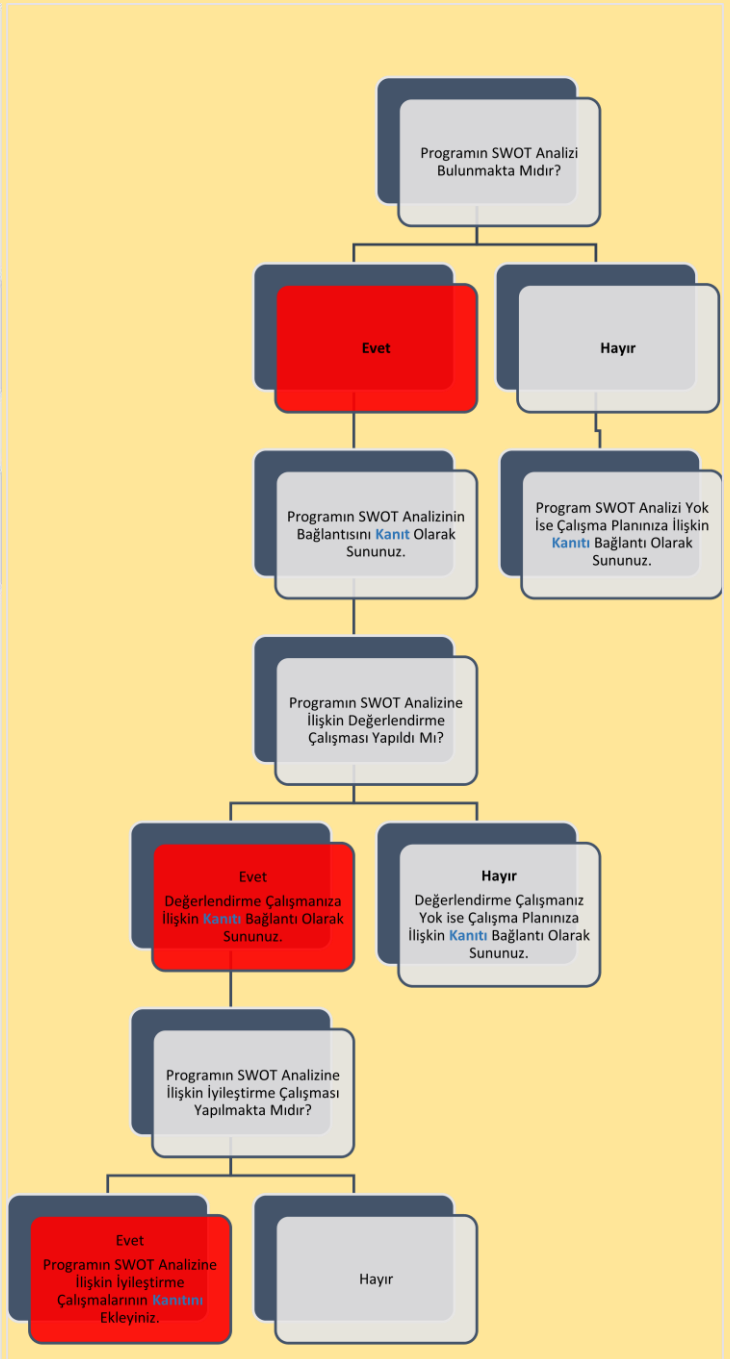 Programın SWOT Analizi
Bulunmakta Mıdır?
Evet
Hayır
Programın SWOT Analizinin
Bağlantısını Kanıt Olarak
Sununuz.
Program SWOT Analizi Yok
İse Çalışma Planınıza İlişkin
Kanıtı Bağlantı Olarak
Sununuz.
Programın SWOT Analizine
İlişkin Değerlendirme
Çalışması Yapıldı Mı?
Evet
Değerlendirme Çalışmanıza
İlişkin Kanıtı Bağlantı Olarak
Sununuz.
Hayır
Değerlendirme Çalışmanız
Yok ise Çalışma Planınıza
İlişkin Kanıtı Bağlantı Olarak
Sununuz.
Programın SWOT Analizine
İlişkin İyileştirme Çalışması
Yapılmakta Mıdır?
Evet
Programın SWOT Analizine
İlişkin İyileştirme
Çalışmalarının Kanıtını
Ekleyiniz.
Hayır